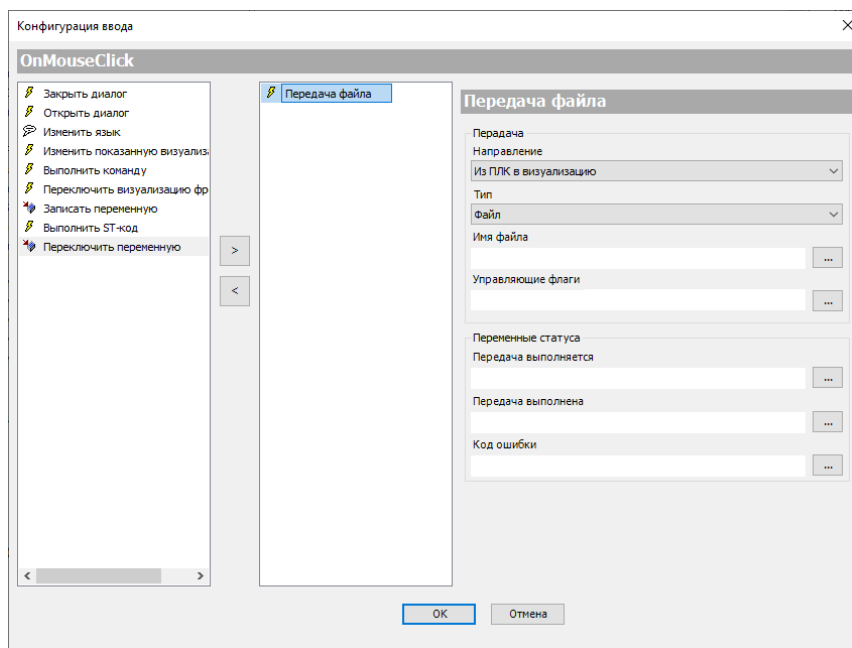 Конфигурация ввода
OnMouseClick
Закрыть диалог
Открыть диалог
Изменить язык
Изменить показанную визуализ
Выполнить команду
Переключить визуализацию фр
Записать переменную
Выполнить ST-код
Переключить переменную
>
<
Передача файла
Передача файла
Перадача
Направление
Из ПЛК в визуализацию
Тип
Файл
Имя файла
...
Управляющие флаги
...
Переменные статуса
Передача выполняется
...
Передача выполнена
...
Код ошибки
...
OK
Отмена